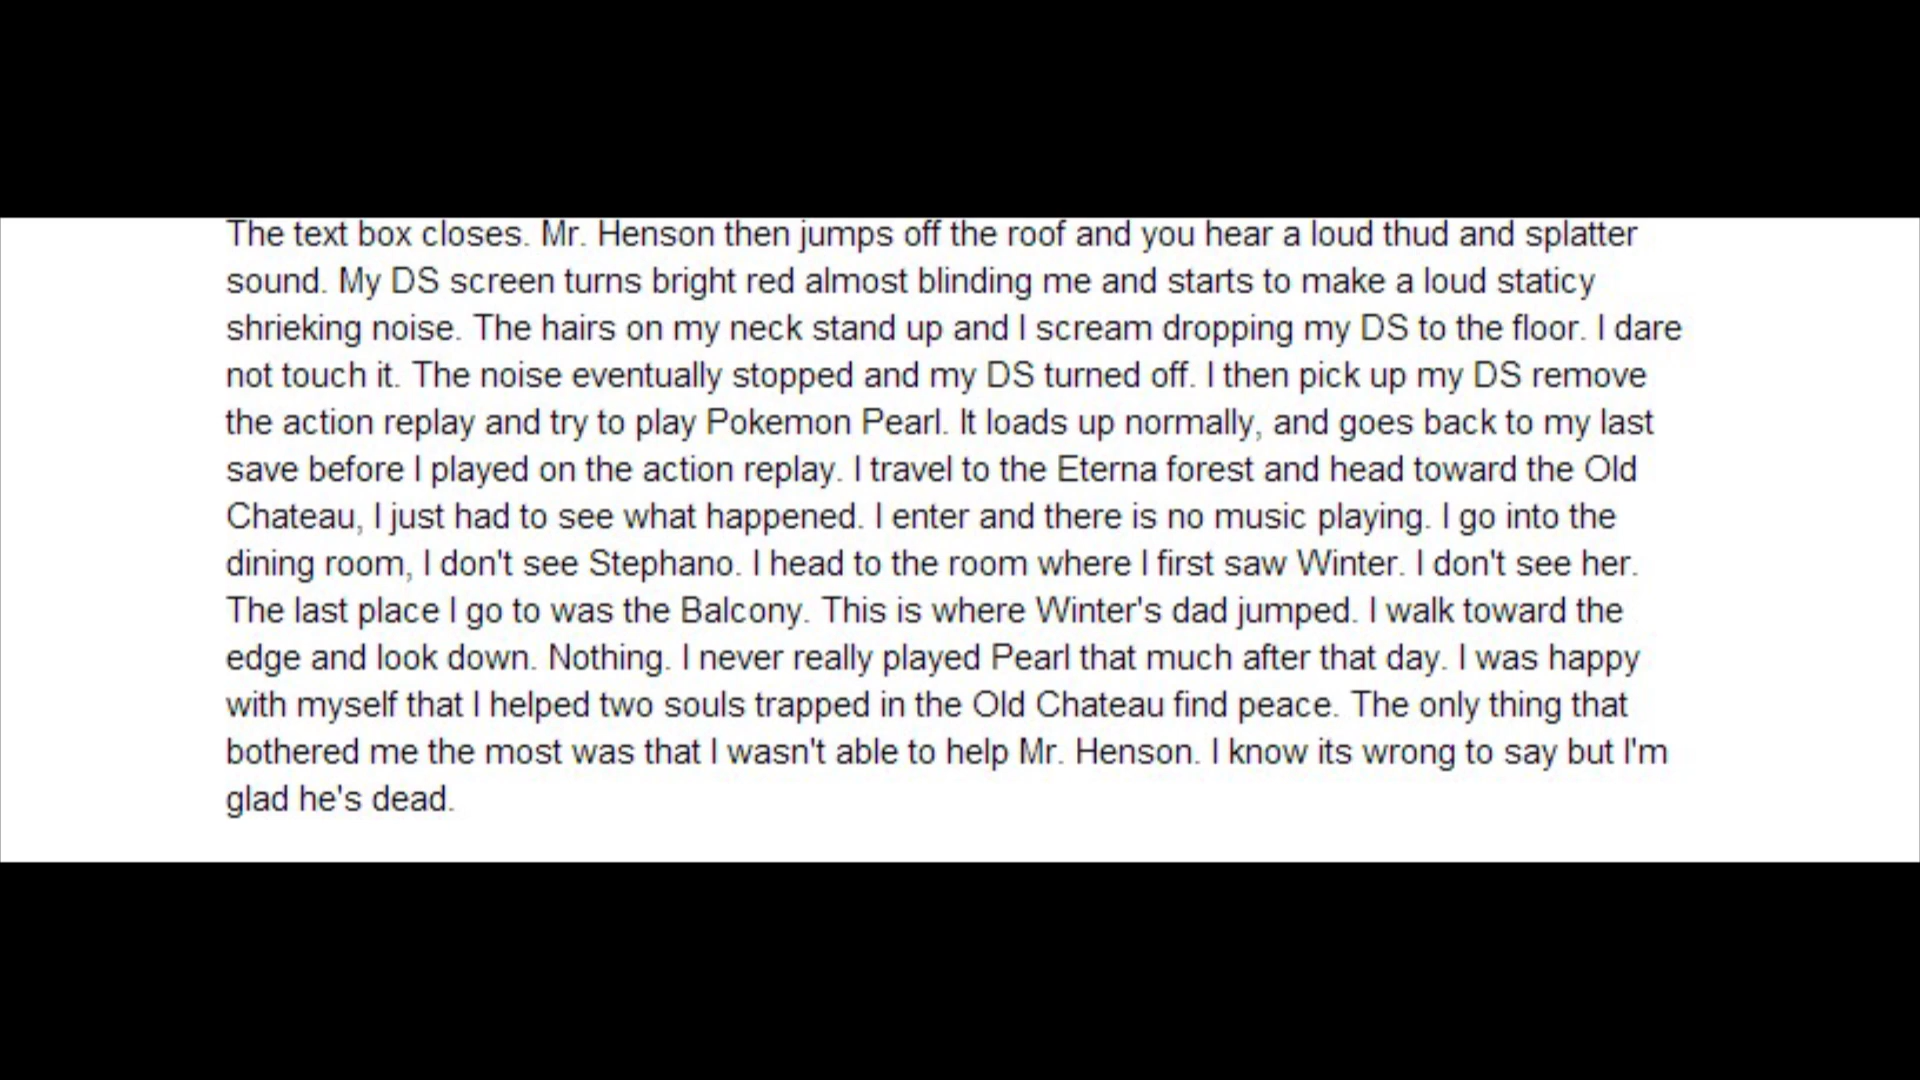 The text box closes. Mr. Henson then jumps off the roof and you hear a loud thud and splatter
sound. My DS screen turns bright red almost blinding me and starts to make a loud staticy
shrieking noise. The hairs on my neck stand up and I scream dropping my DS to the floor. I dare
not touch it. The noise eventually stopped and my DS turned off. I then pick up my DS remove
the action replay and try to play Pokemon Pearl. It loads up normally, and goes back to my last
save before I played on the action replay. I travel to the Eterna forest and head toward the Old
Chateau, I just had to see what happened. I enter and there is no music playing. I go into the
dining room, I don't see Stephano. I head to the room where I first saw Winter. I don't see her.
The last place I go to was the Balcony. This is where Winter's dad jumped. I walk toward the
edge and look down. Nothing. I never really played Pearl that much after that day. I was happy
with myself that I helped two souls trapped in the Old Chateau find peace. The only thing that
bothered me the most was that I wasn't able to help Mr. Henson. I know its wrong to say but I'm
glad he's dead.